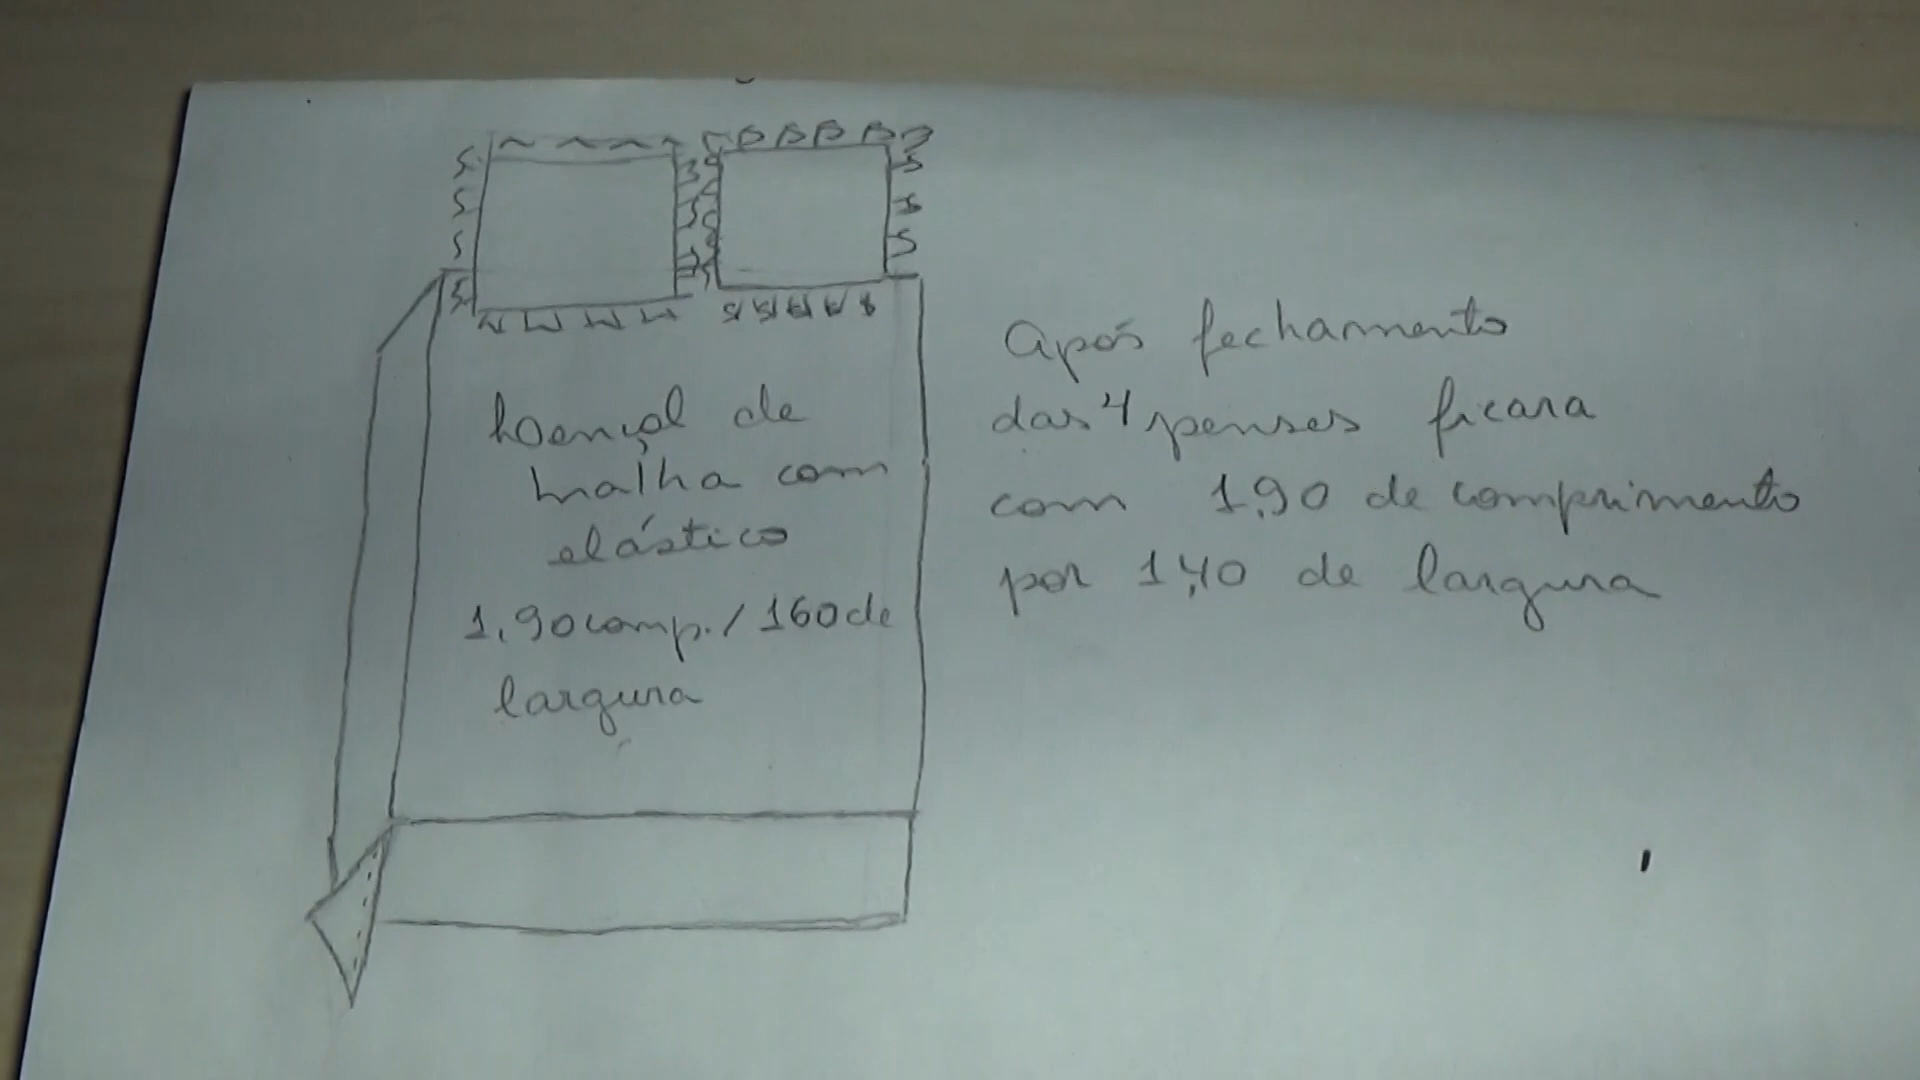 Lençol de
malha com
elástico
1,90 comp. / 160 de
largura
Após fechamento
das 4 penses ficara
com 1,90 de comprimento
por 1,40 de largura